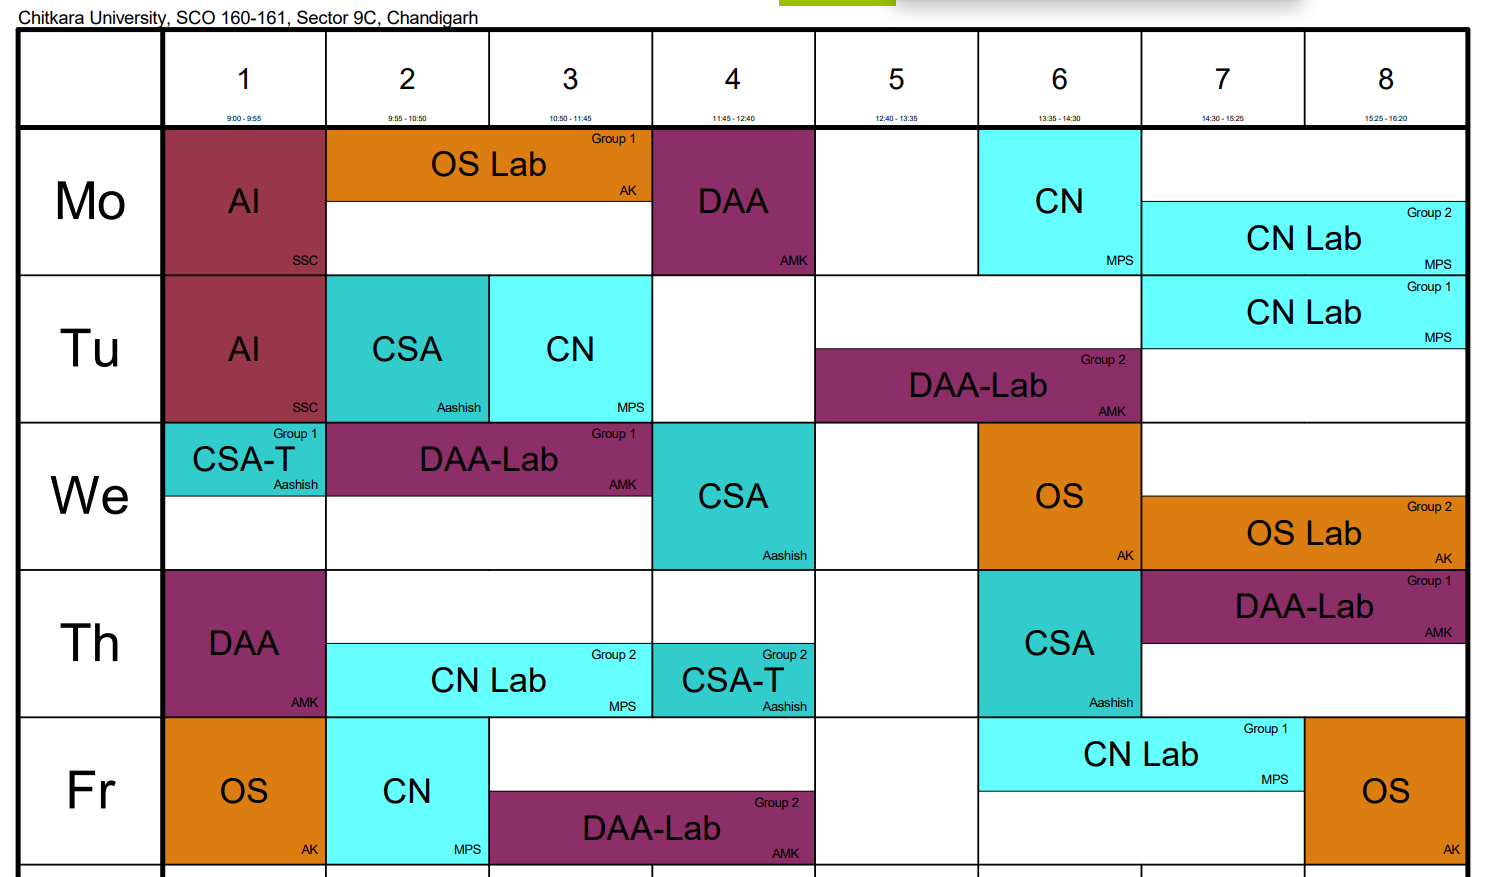 Chitkara University, SCO 160-161, Sector 9C, Chandigarh
1 2 3 4 5 6 7 8
9:00 - 9:55 9:55 - 10:50 10:50 - 11:45 11:45 - 12:40 12:40 - 13:35 13:35 - 14:30 14:30 - 15:25 15:25 - 16:20
Mo
AI
SSC
Group 1
OS Lab
AK
DAA
AMK
CN
MPS
Group 2
CN Lab
MPS
Tu
AI
SSC
CSA
Aashish
CN
MPS
Group 2
DAA-Lab
AMK
Group 1
CN Lab
MPS
We
Group 1
CSA-T
Aashish
Group 1
DAA-Lab
AMK
CSA
Aashish
OS
AK
Group 2
OS Lab
AK
Th
DAA
AMK
Group 2
CN Lab
MPS
Group 2
CSA-T
Aashish
CSA
Aashish
Group 1
DAA-Lab
AMK
Fr
OS
AK
CN
MPS
Group 2
DAA-Lab
AMK
Group 1
CN Lab
MPS
OS
AK